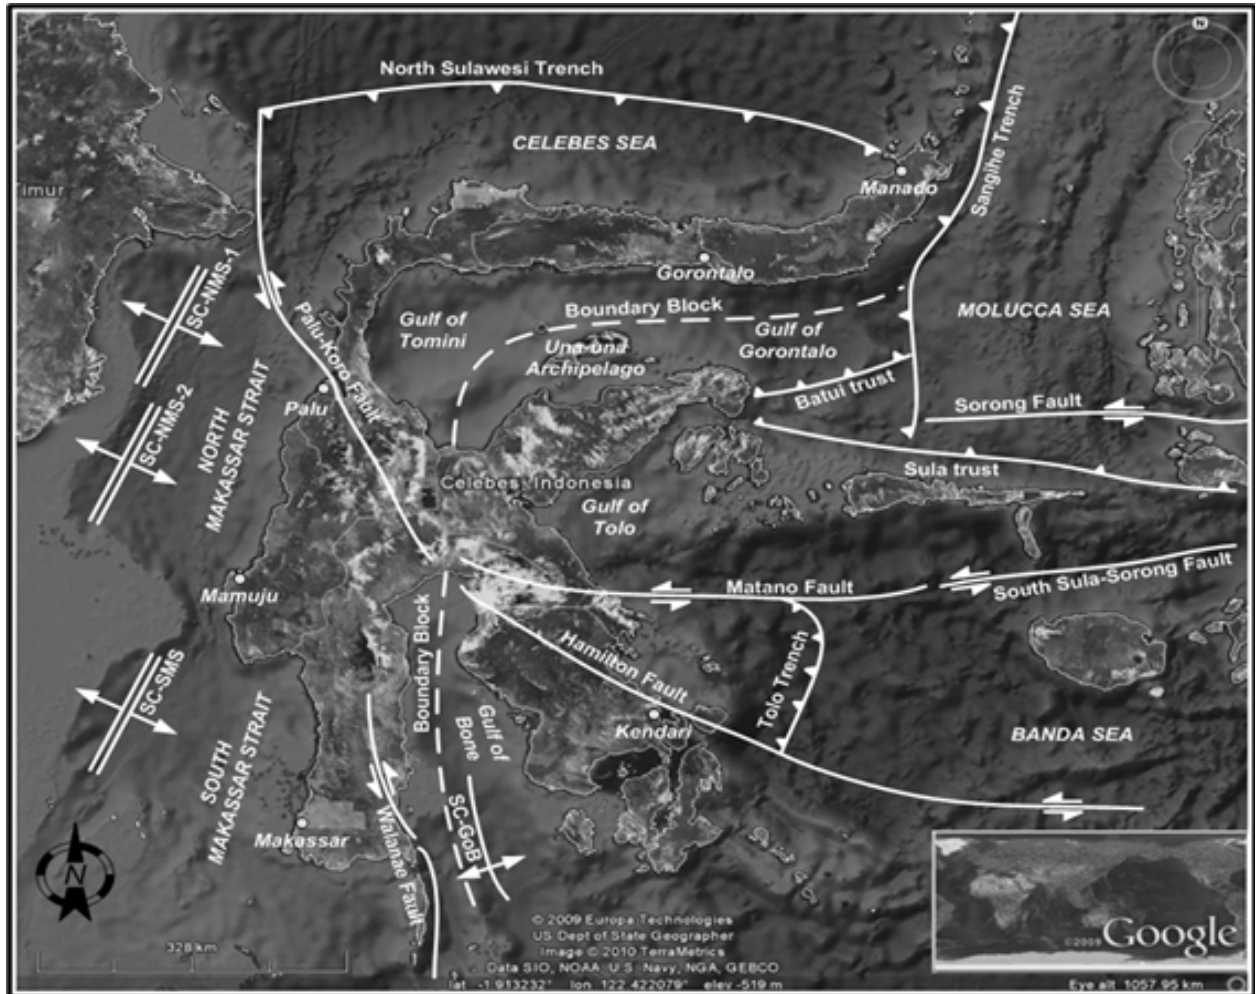 N
North Sulawesi Trench
CELEBES SEA
Sangihe Trench
Manado
Timur
Gorontalo
SC-NMS-1
Palu-Koro Fault
Boundary Block
MOLUCCA SEA
Gulf of
Tomini
Gulf of
Gorontalo
Una-una
Archipelago
Batui trust
Palu
SC-NMS-2
NORTH
MAKASSAR STRAIT
Sorong Fault
Sula trust
Celebes, Indonesia
Gulf of
Tolo
Mamuju
Matano Fault
South Sula-Sorong Fault
Boundary Block
Hamilton Fault
Tolo Trench
SC-SMS
SOUTH
MAKASSAR STRAIT
Gulf of
Bone
Kendari
BANDA SEA
SC-GoB
Makassar
Walanae Fault
N
328 km
© 2009 Europa Technologies
US Dept of State Geographer
Image © 2010 TerraMetrics
Data SIO, NOAA, U.S. Navy, NGA, GEBCO
lat -1.913232° lon 122.422079° elev -519 m
©2009 Google
Eye alt 1057.95 km